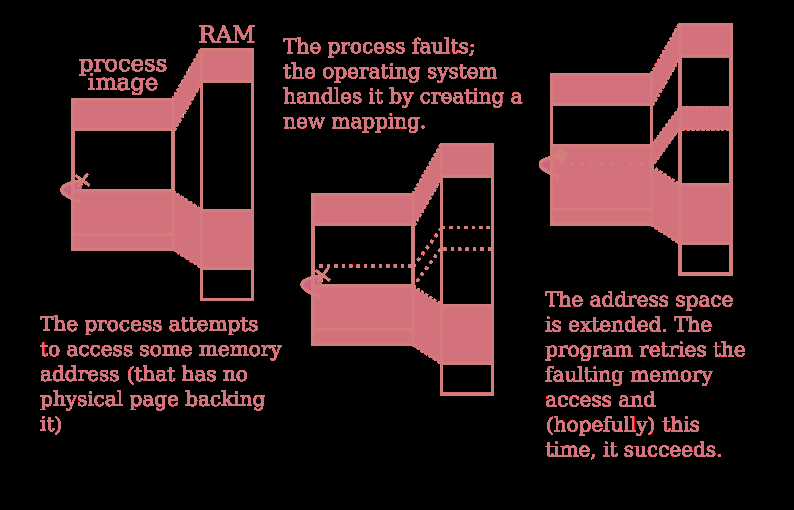 RAM
process
image
The process attempts
to access some memory
address (that has no
physical page backing
it)
The process faults;
the operating system
handles it by creating a
new mapping.
The address space
is extended. The
program retries the
faulting memory
access and
(hopefully) this
time, it succeeds.